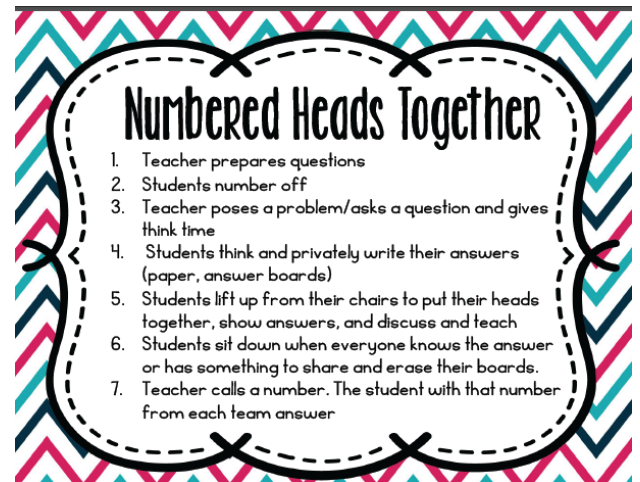 Numbered Heads Together
1. Teacher prepares questions
2. Students number off
3. Teacher poses a problem/asks a question and gives
think time
4. Students think and privately write their answers
(paper, answer boards)
5. Students lift up from their chairs to put their heads
together, show answers, and discuss and teach
6. Students sit down when everyone knows the answer
or has something to share and erase their boards.
7. Teacher calls a number. The student with that number
from each team answer